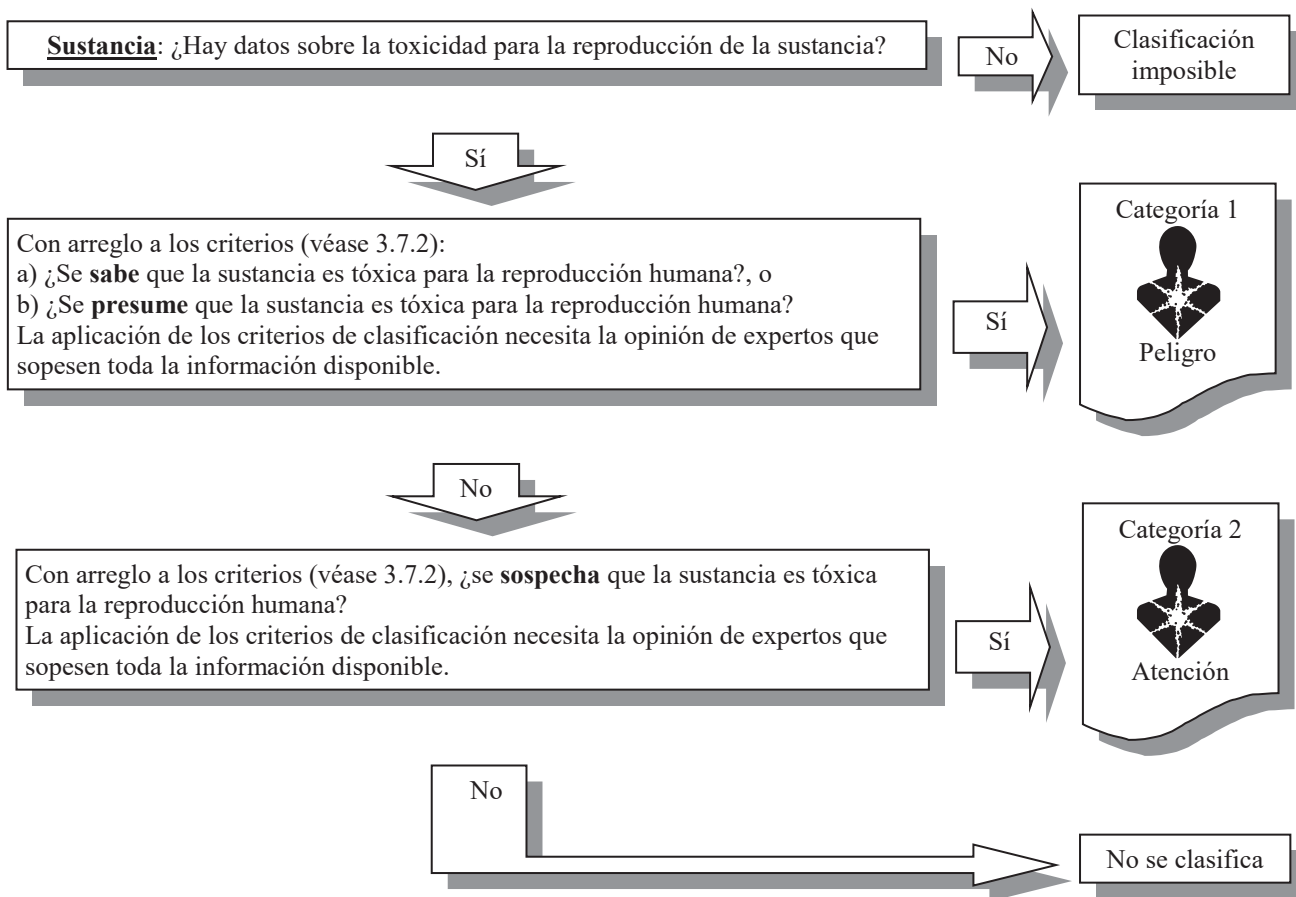 Sustancia: ¿Hay datos sobre la toxicidad para la reproducción de la sustancia?
No
Clasificación
imposible
Sí
Con arreglo a los criterios (véase 3.7.2):
a) ¿Se sabe que la sustancia es tóxica para la reproducción humana?, o
b) ¿Se presume que la sustancia es tóxica para la reproducción humana?
La aplicación de los criterios de clasificación necesita la opinión de expertos que
sopesen toda la información disponible.
Sí
Categoría 1
Peligro
No
Con arreglo a los criterios (véase 3.7.2), ¿se sospecha que la sustancia es tóxica
para la reproducción humana?
La aplicación de los criterios de clasificación necesita la opinión de expertos que
sopesen toda la información disponible.
Sí
Categoría 2
Atención
No
No se clasifica